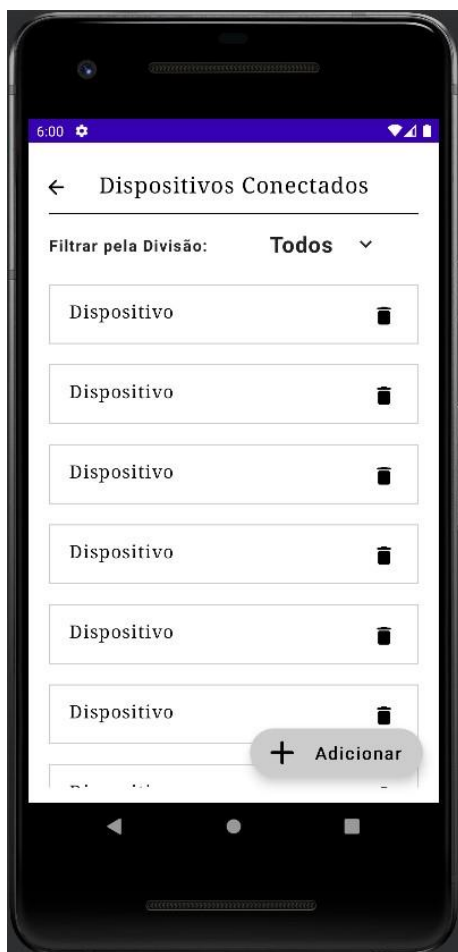 6:00
Dispositivos Conectados
Filtrar pela Divisão: Todos
Dispositivo
Dispositivo
Dispositivo
Dispositivo
Dispositivo
Dispositivo
Adicionar